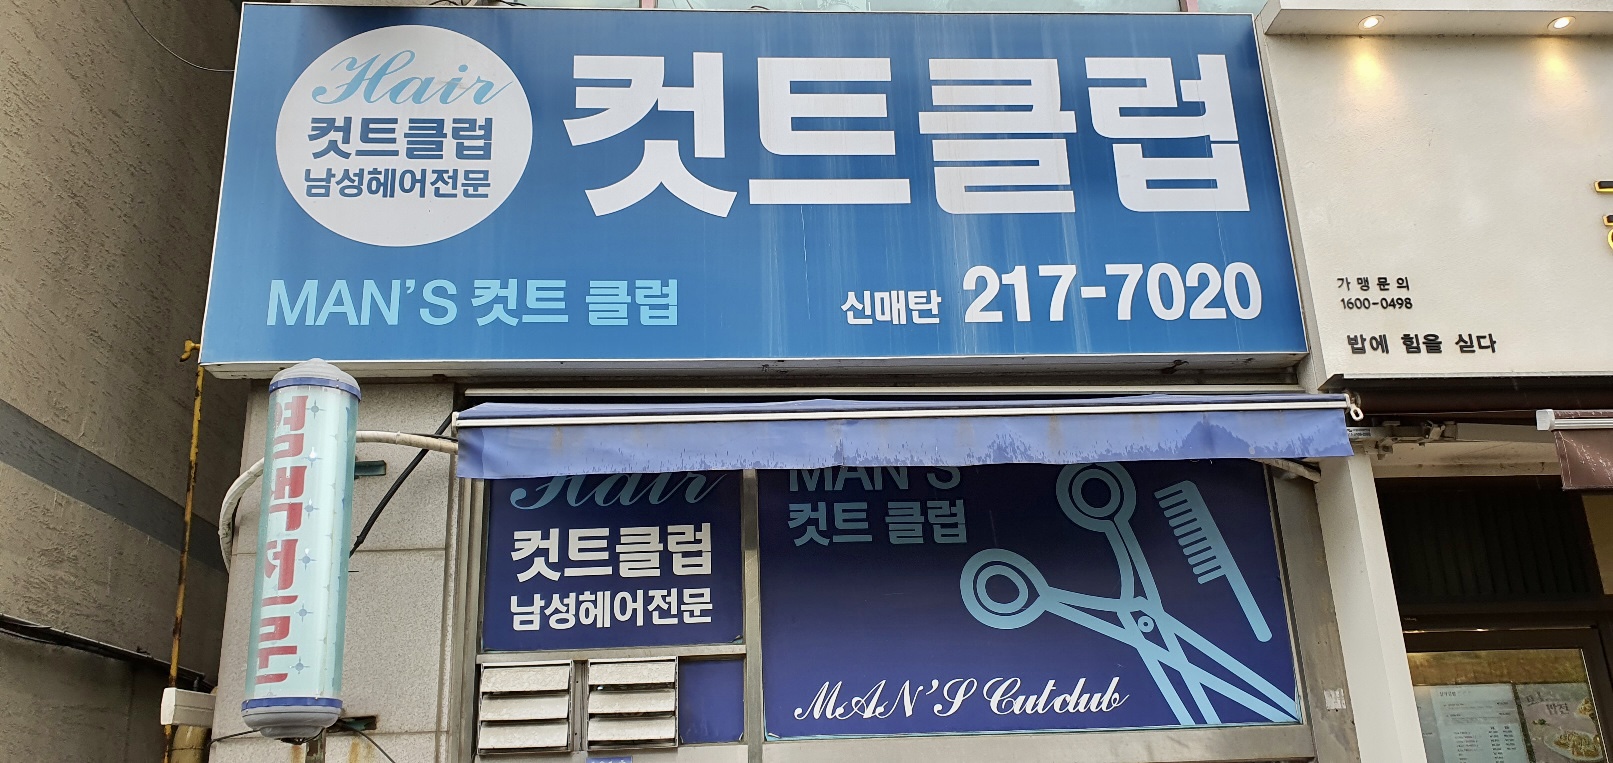 Hair
컷트클럽
남성헤어전문
컷트클럽
MAN'S 컷트 클럽
신매탄 217-7020
가맹문의
1600-0498
밥에 힘을 싣다
Hair
컷트클럽
남성헤어전문
MAN'S
컷트 클럽
MAN'S Cutclub